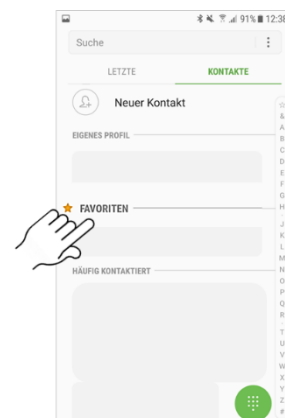 91% 12:38
Suche
LETZTE KONTAKTE
Neuer Kontakt
EIGENES PROFIL
FAVORITEN
HÄUFIG KONTAKTIERT
&
A
B
C
D
E
F
G
H
J
K
L
M
N
O
P
Q
R
T
U
V
W
X
Y
Z
#